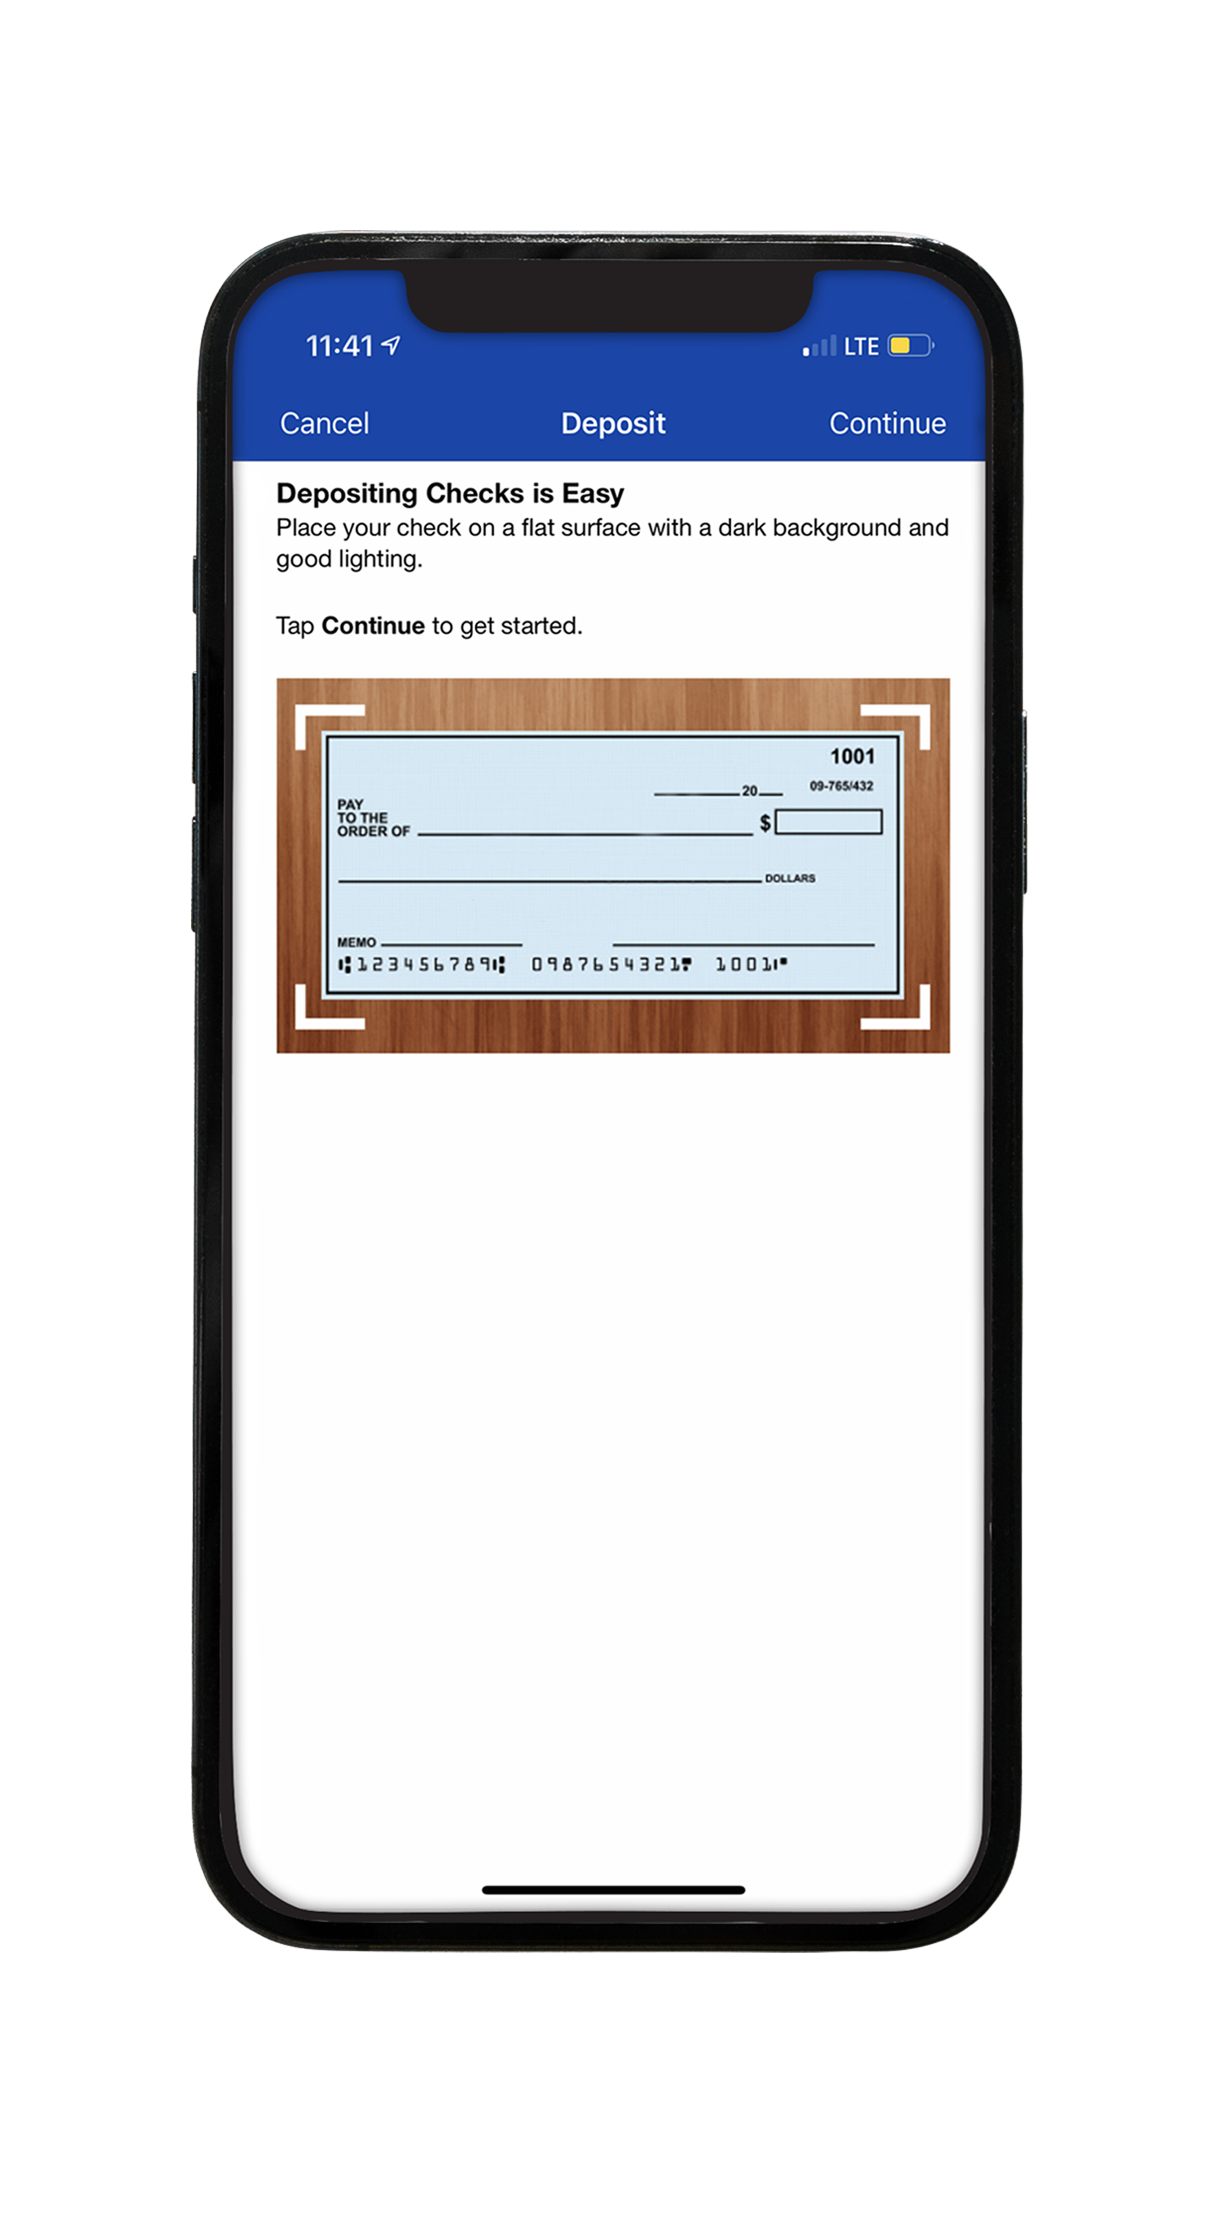 11:41 LTE
Cancel Deposit Continue
Depositing Checks is Easy
Place your check on a flat surface with a dark background and
good lighting.
Tap Continue to get started.
1001
20 09-765/432
PAY
TO THE
ORDER OF $
DOLLARS
MEMO
⑆123456789⑆ 0987654321⑈ 1001⑈